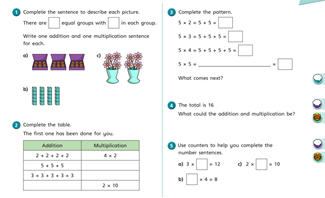 1 Complete the sentence to describe each picture.
There are equal groups with in each group.
Write one addition and one multiplication sentence
for each.
a) c)
b)
2 Complete the table.
The first one has been done for you.
Addition Multiplication
2 + 2 + 2 + 2 4 × 2
5 + 5 + 5
3 + 3 + 3 + 3 + 3
2 × 10
3 Complete the pattern.
5 × 2 = 5 + 5 =
5 × 3 = 5 + 5 + 5 =
5 × 4 = 5 + 5 + 5 + 5 =
5 × 5 = =
What comes next?
4 The total is 16
What could the addition and multiplication be?
5 Use counters to help you complete the
number sentences.
a) 3 × = 12 c) 2 × = 10
b) × 4 = 8